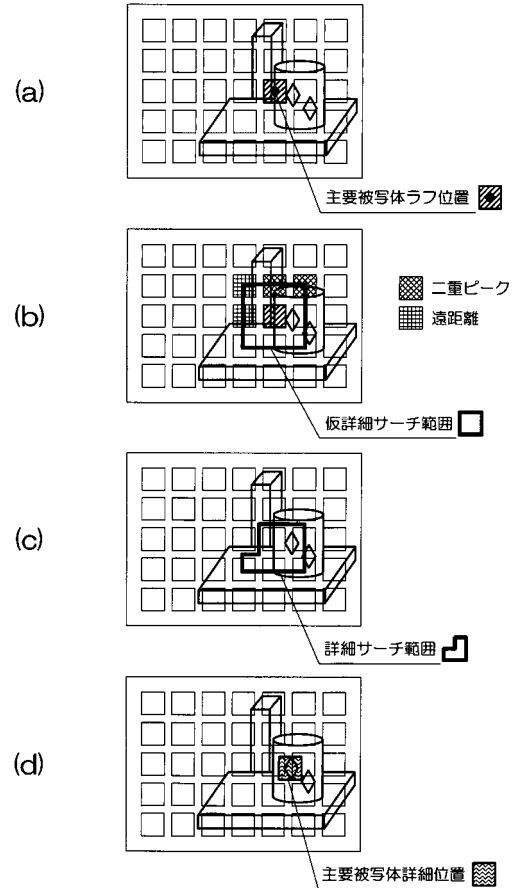 (a)
主要被写体ラフ位置
(b)
二重ピーク
遠距離
仮詳細サーチ範囲
(c)
詳細サーチ範囲
(d)
主要被写体詳細位置